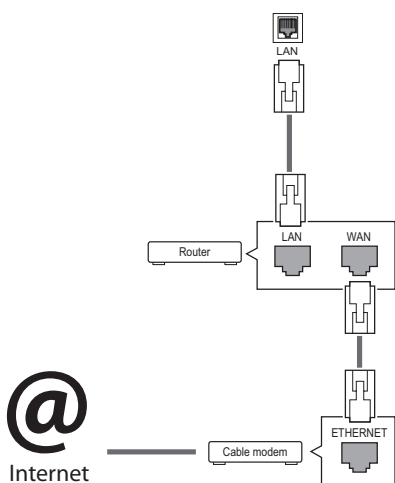 LAN
LAN
WAN
Router
ETHERNET
Cable modem
@
Internet